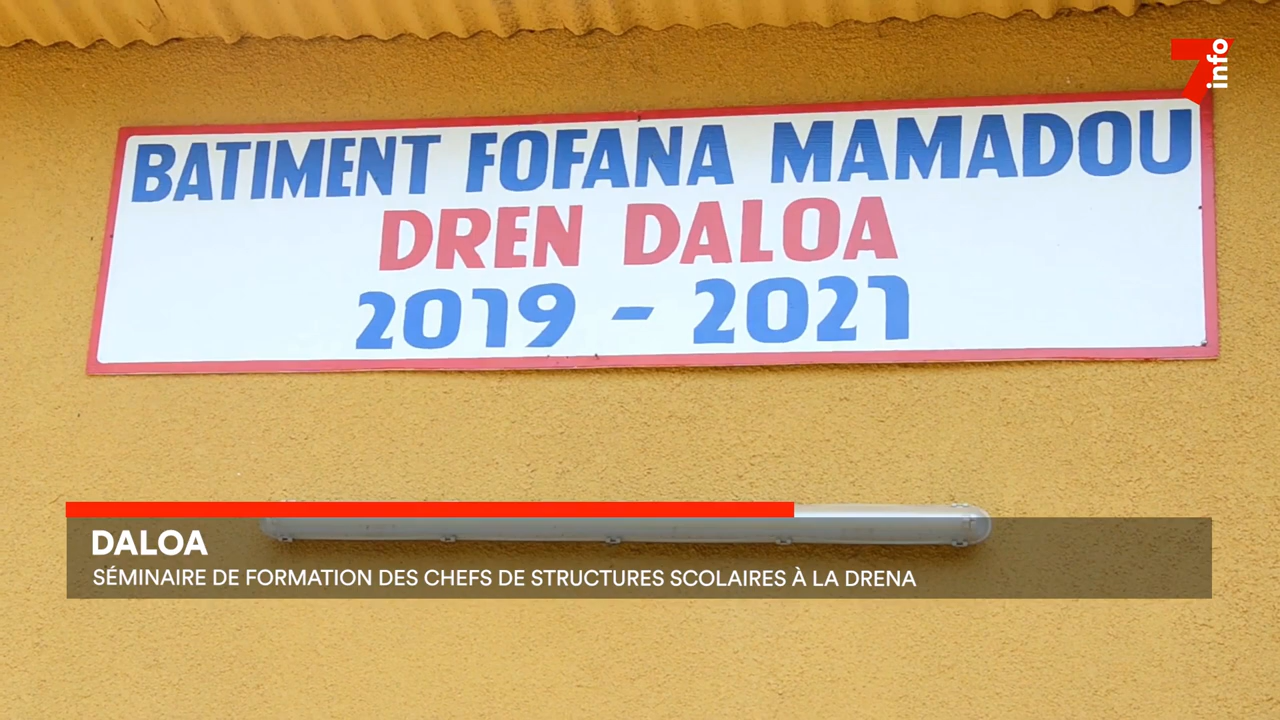 7info
BATIMENT FOFANA MAMADOU
DREN DALOA
2019 - 2021
DALOA
SÉMINAIRE DE FORMATION DES CHEFS DE STRUCTURES SCOLAIRES À LA DRENA